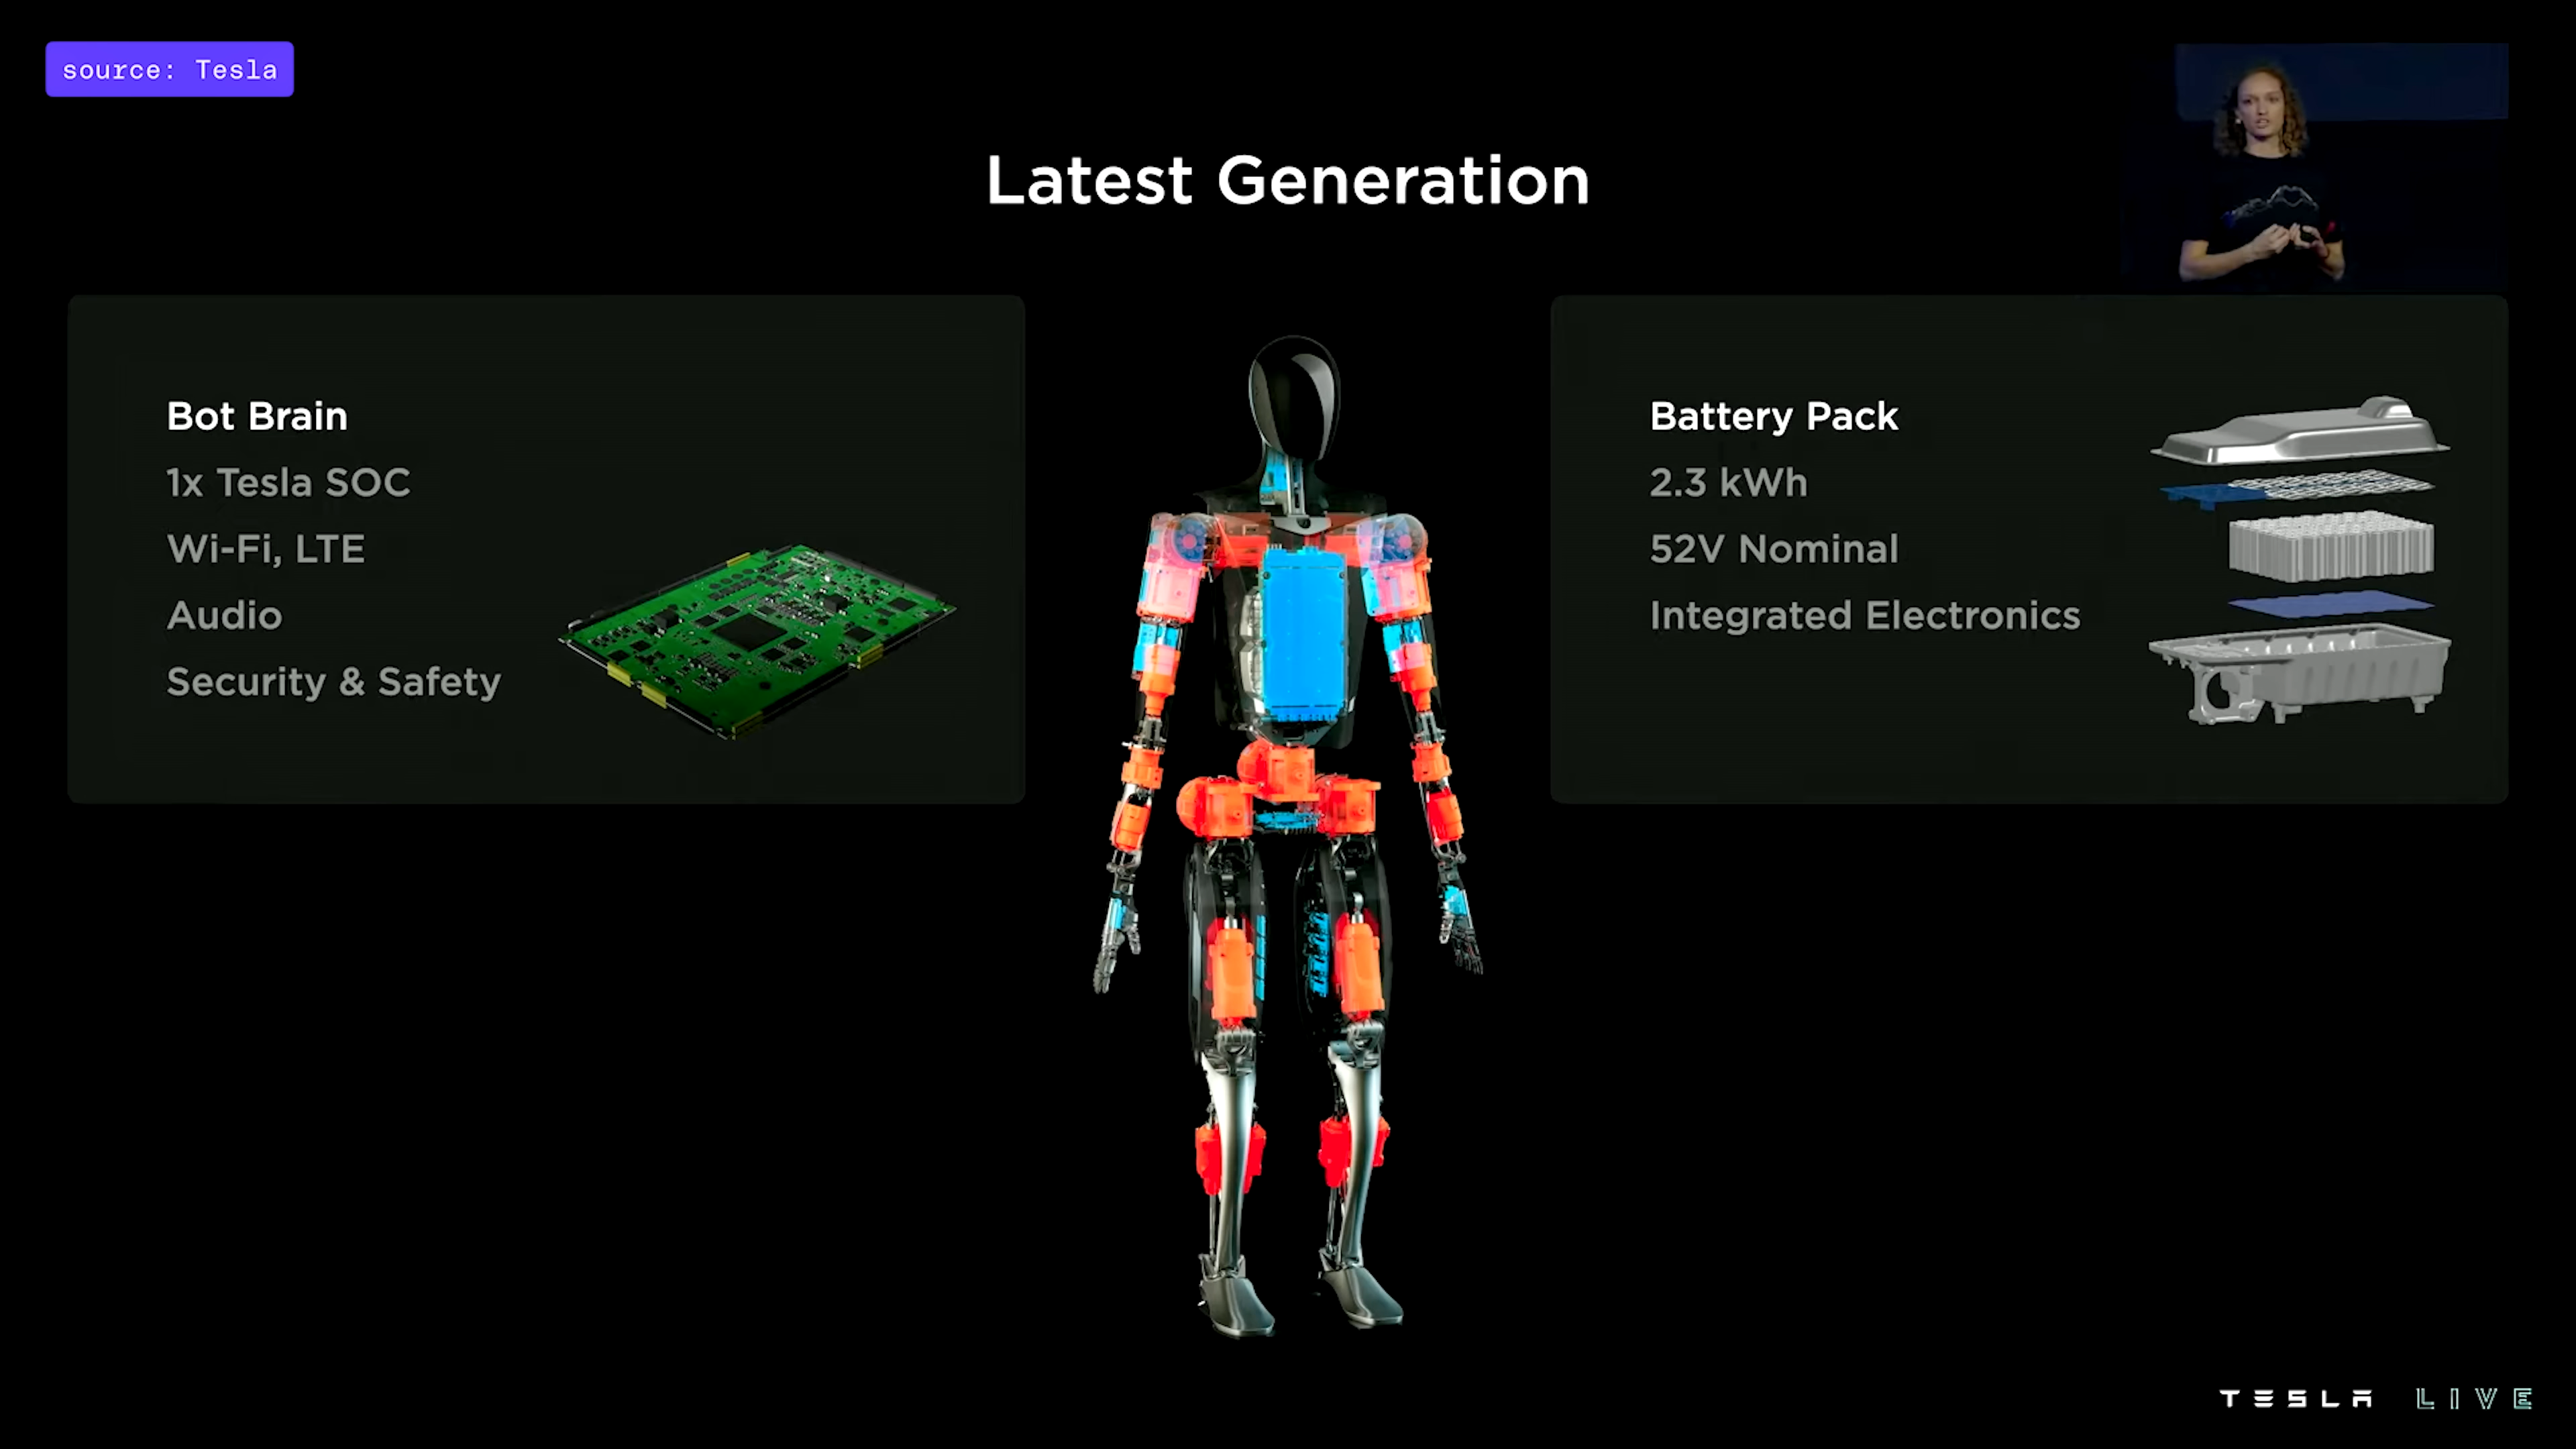 source: Tesla
Latest Generation
Bot Brain
1x Tesla SOC
Wi-Fi, LTE
Audio
Security & Safety
Battery Pack
2.3 kWh
52V Nominal
Integrated Electronics
TESLA LIVE